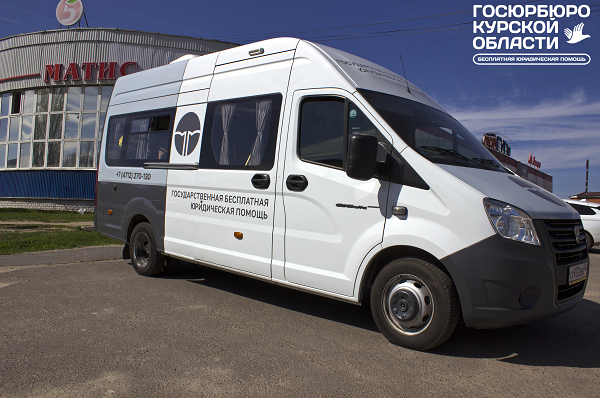 ГОСЮРБЮРО
КУРСКОЙ
ОБЛАСТИ
БЕСПЛАТНАЯ ЮРИДИЧЕСКАЯ ПОМОЩЬ
МАТИС
+7 (4712) 270-130
ГОСУДАРСТВЕННАЯ БЕСПЛАТНАЯ
ЮРИДИЧЕСКАЯ ПОМОЩЬ